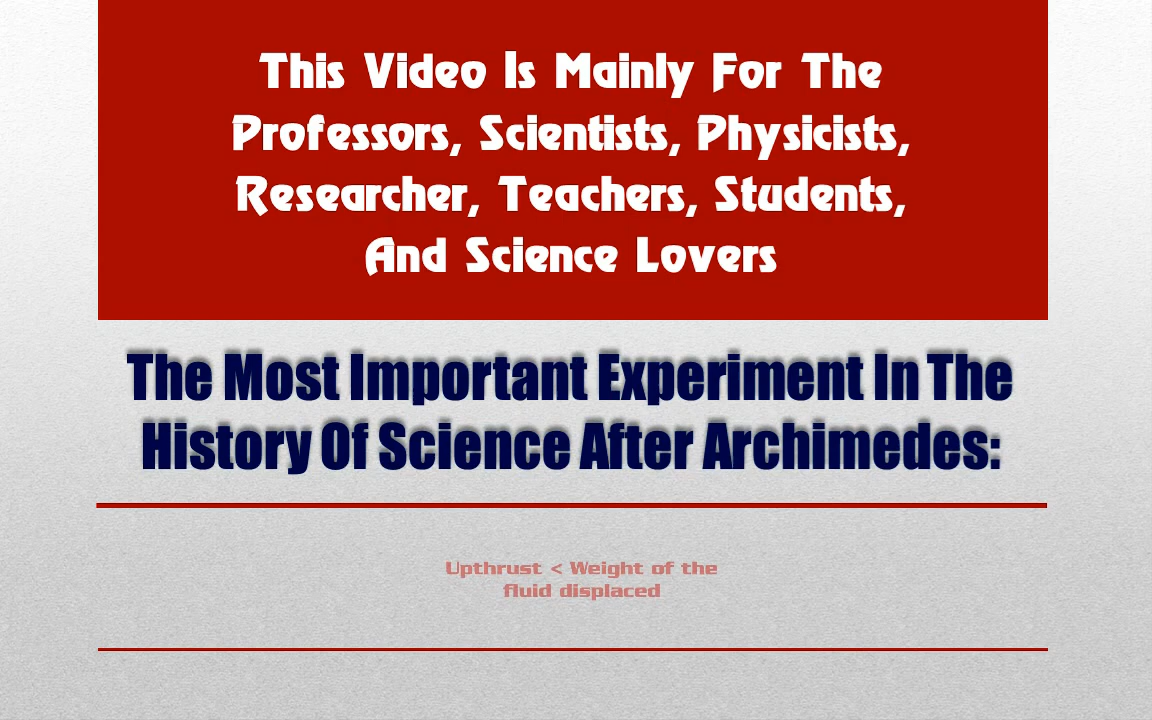 This Video Is Mainly For The
Professors, Scientists, Physicists,
Researcher, Teachers, Students,
And Science Lovers
The Most Important Experiment In The
History Of Science After Archimedes:
Upthrust < Weight of the
fluid displaced